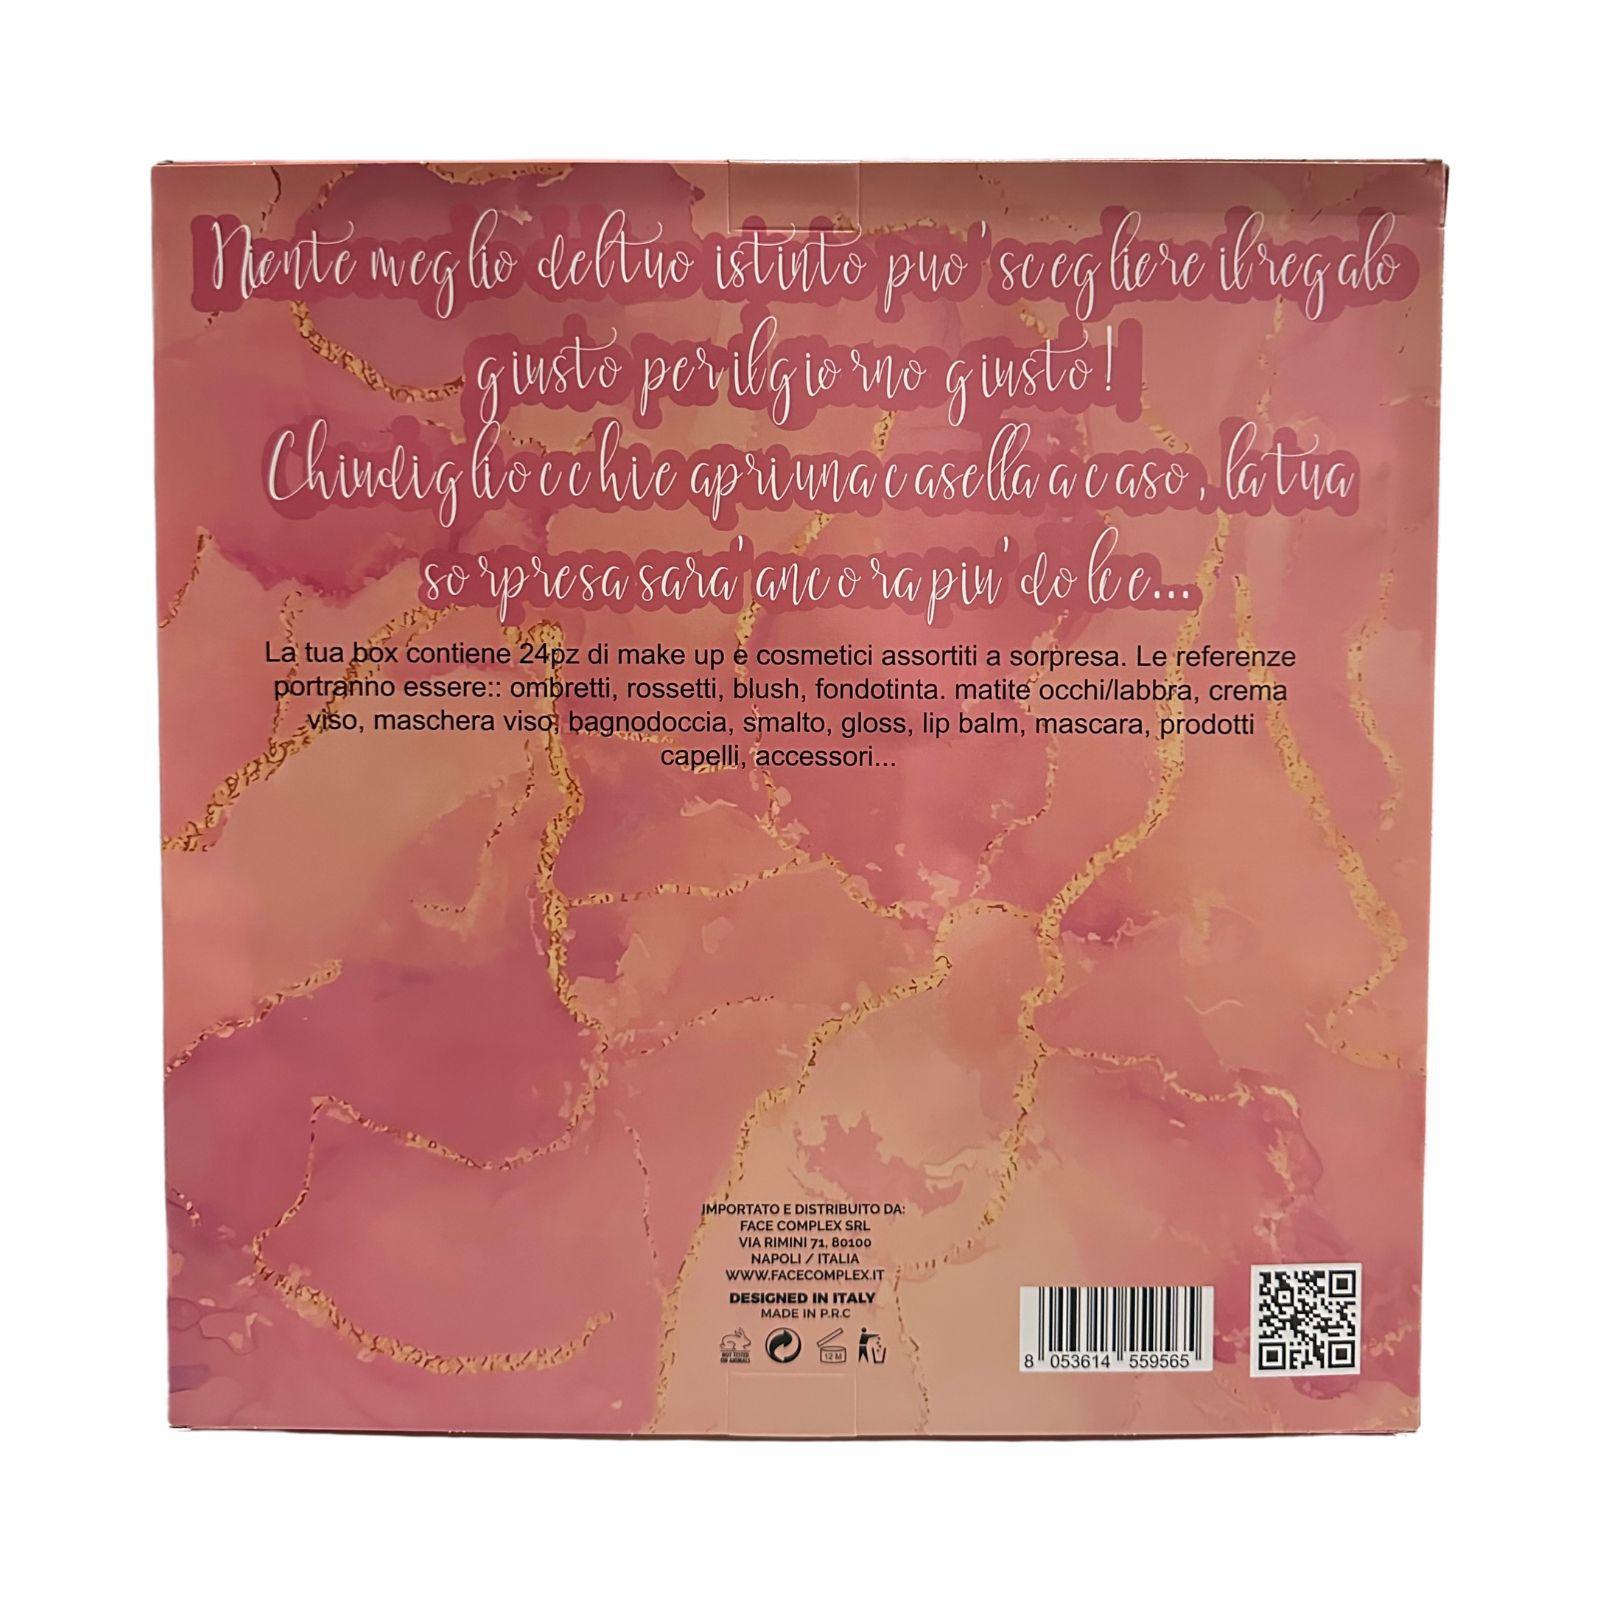 Niente meglio del tuo istinto puo' scegliere il regalo
giusto per il giorno giusto!
Chiudi gli occhi e apri una casella a caso, la tua
sorpresa sara' ancora piu' dolce...
La tua box contiene 24pz di make up e cosmetici assortiti a sorpresa. Le referenze
portranno essere:: ombretti, rossetti, blush, fondotinta. matite occhi/labbra, crema
viso, maschera viso, bagnodoccia, smalto, gloss, lip balm, mascara, prodotti
capelli, accessori...
IMPORTATO E DISTRIBUITO DA:
FACE COMPLEX SRL
VIA RIMINI 71, 80100
NAPOLI / ITALIA
WWW.FACECOMPLEX.IT
DESIGNED IN ITALY
MADE IN P.R.C
NOT TESTED
ON ANIMALS
12 M
8 053614 559565